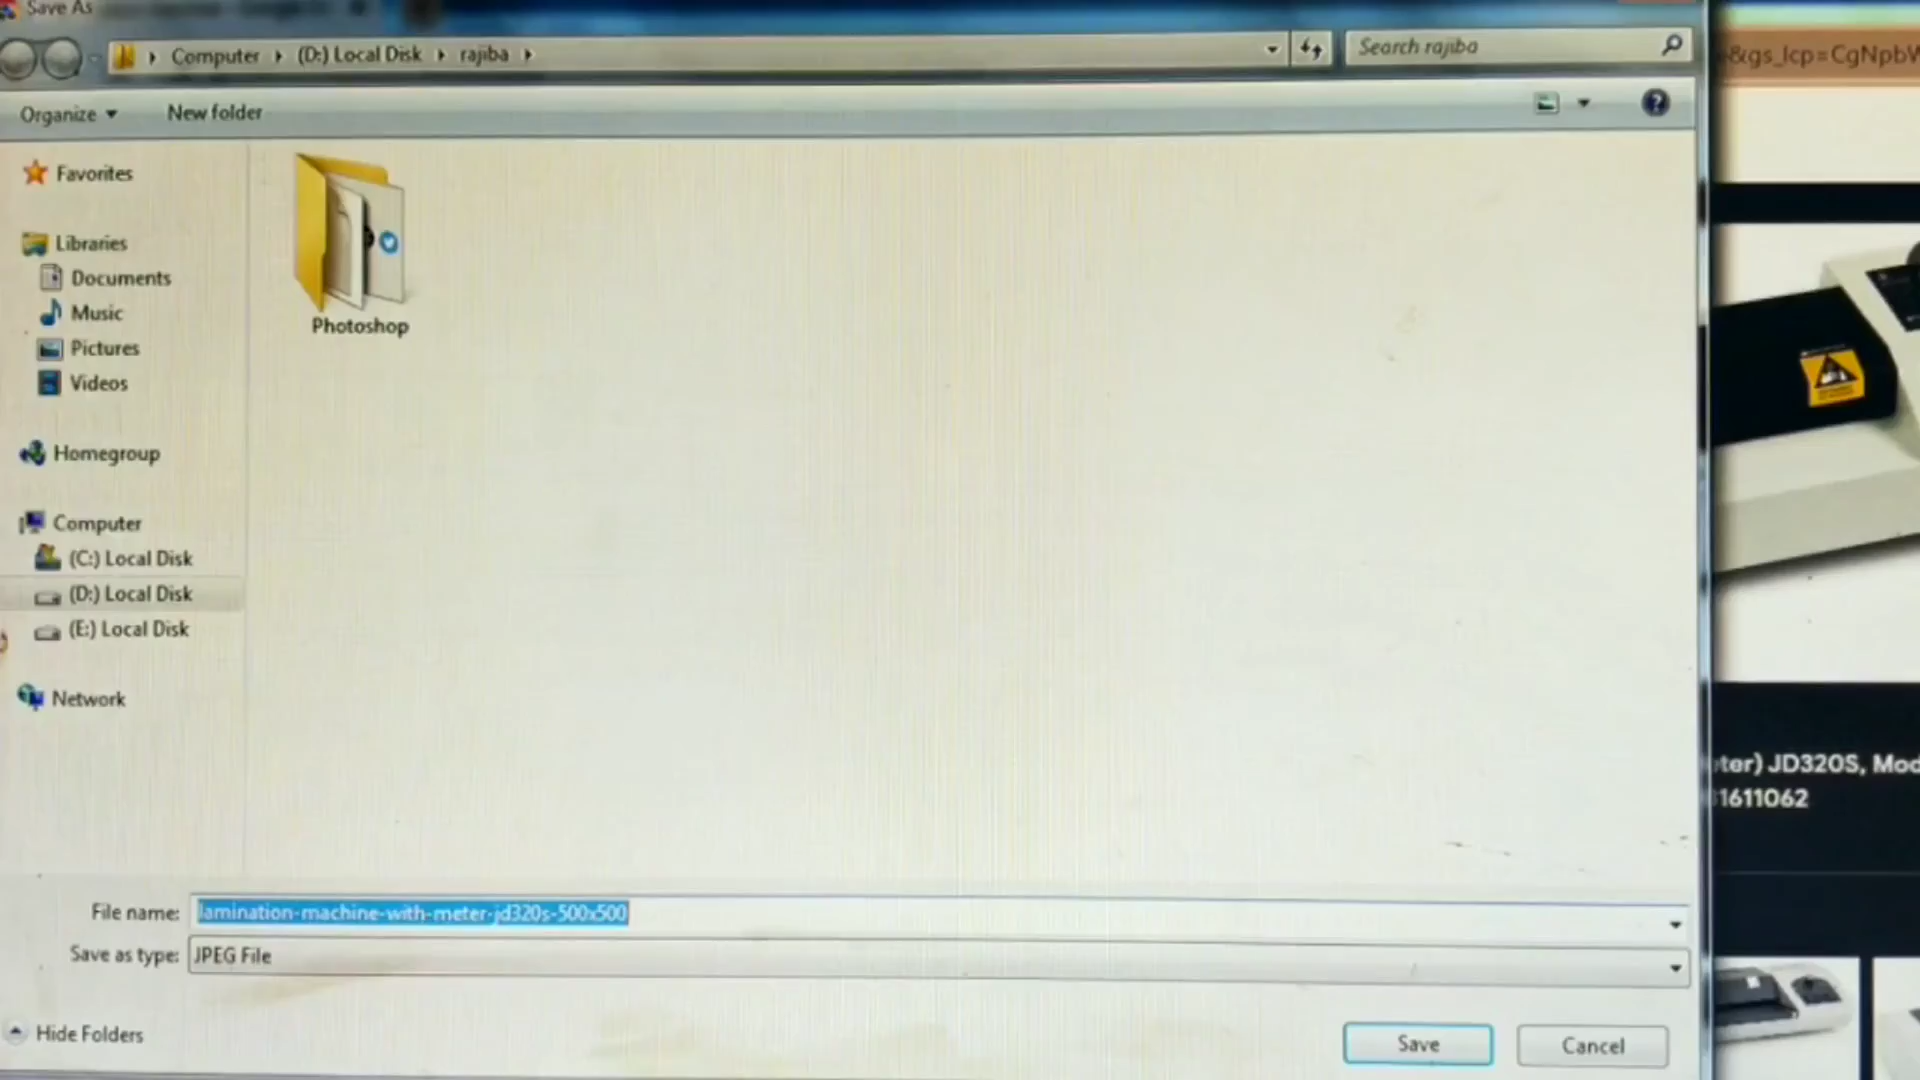 Save As
Computer
(D:) Local Disk
rajiba
Search rajiba
&gs_lcp=CgNpbW
Organize
New folder
Favorites
Libraries
Documents
Music
Pictures
Videos
Homegroup
Computer
(C:) Local Disk
(D:) Local Disk
(E:) Local Disk
Network
Photoshop
ter) JD320S, Mod
1611062
File name:
lamination-machine-with-meter-jd320s-500x500
Save as type:
JPEG File
Hide Folders
Save
Cancel